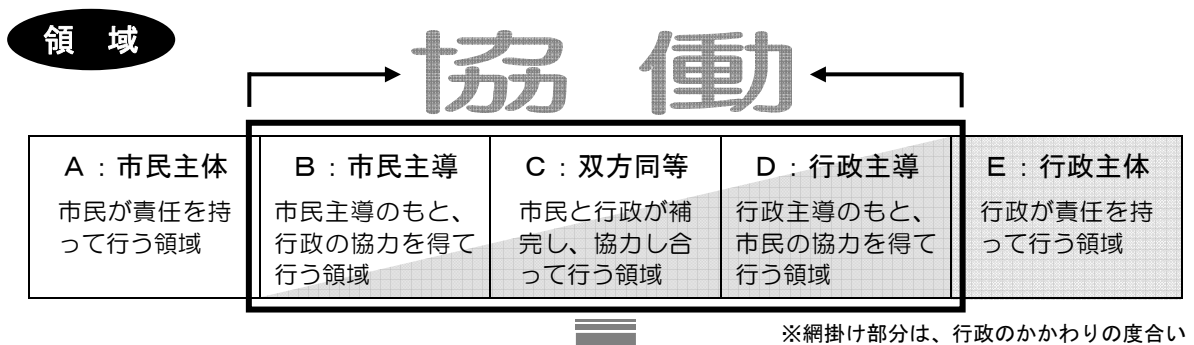 領 域
協 働
A：市民主体
市民が責任を持
って行う領域
B：市民主導
市民主導のもと、
行政の協力を得て
行う領域
C：双方同等
市民と行政が補
完し、協力し合
って行う領域
D：行政主導
行政主導のもと、
市民の協力を得て
行う領域
E：行政主体
行政が責任を持
って行う領域
※網掛け部分は、行政のかかわりの度合い